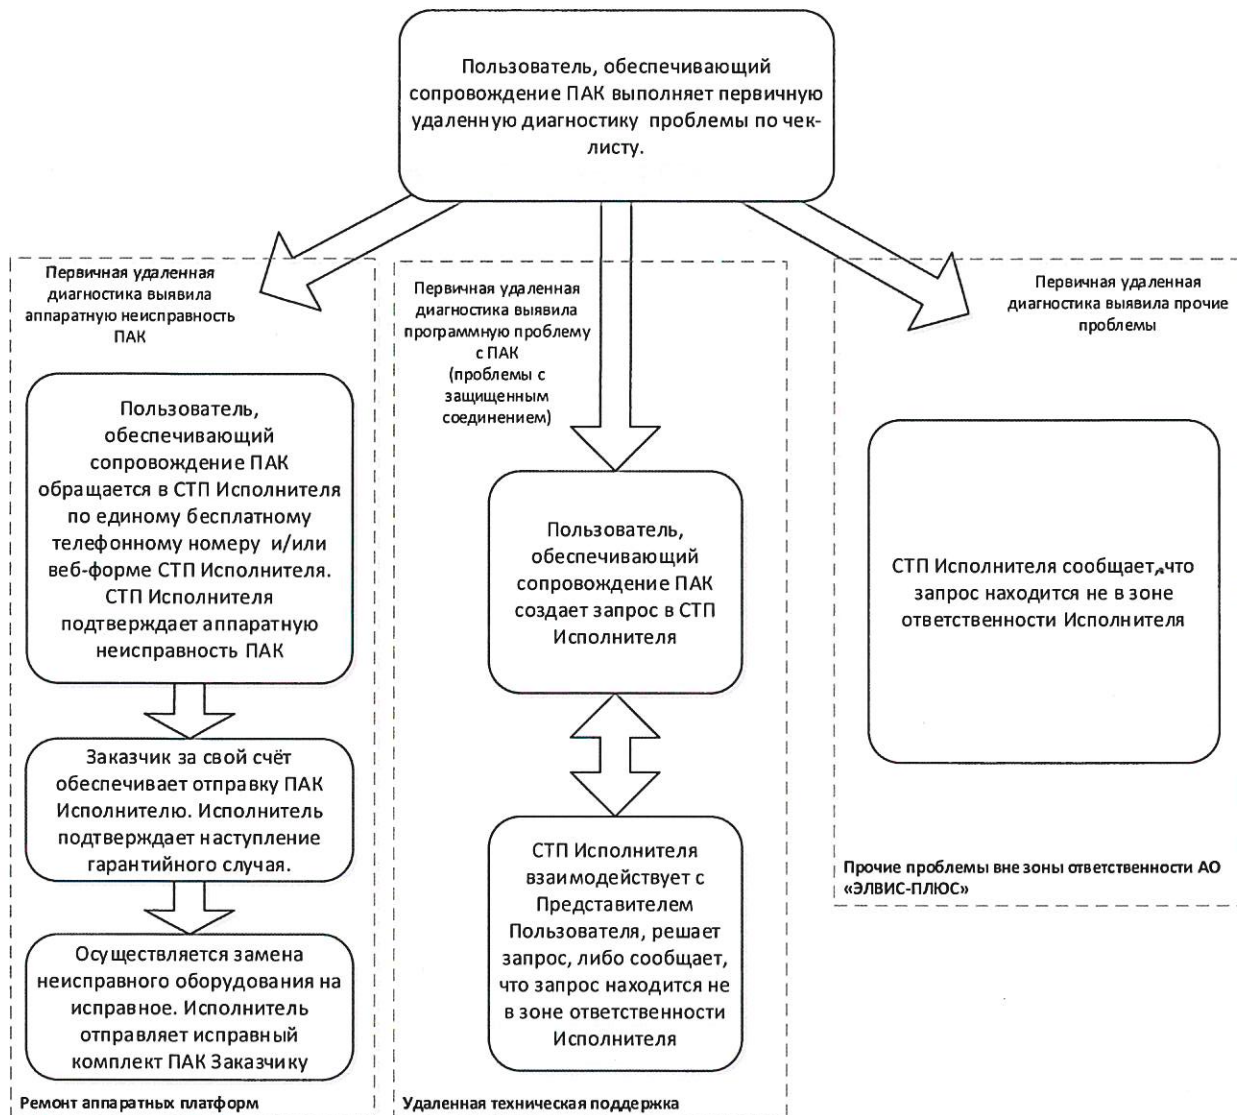 Пользователь, обеспечивающий
сопровождение ПАК выполняет первичную
удаленную диагностику проблемы по чек-
листу.
Первичная удаленная
диагностика выявила
аппаратную неисправность
ПАК
Пользователь,
обеспечивающий
сопровождение ПАК
обращается в СТП Исполнителя
по единому бесплатному
телефонному номеру и/или
веб-форме СТП Исполнителя.
СТП Исполнителя
подтверждает аппаратную
неисправность ПАК
Заказчик за свой счёт
обеспечивает отправку ПАК
Исполнителю. Исполнитель
подтверждает наступление
гарантийного случая.
Осуществляется замена
неисправного оборудования на
исправное. Исполнитель
отправляет исправный
комплект ПАК Заказчику
Ремонт аппаратных платформ
Первичная удаленная
диагностика выявила
программную проблему
с ПАК
(проблемы с
защищенным
соединением)
Пользователь,
обеспечивающий
сопровождение ПАК
создает запрос в СТП
Исполнителя
СТП Исполнителя
взаимодействует с
Представителем
Пользователя, решает
запрос, либо сообщает,
что запрос находится не
в зоне ответственности
Исполнителя
Удаленная техническая поддержка
Первичная удаленная
диагностика выявила прочие
проблемы
СТП Исполнителя сообщает, что
запрос находится не в зоне
ответственности Исполнителя
Прочие проблемы вне зоны ответственности АО
«ЭЛВИС-ПЛЮС»